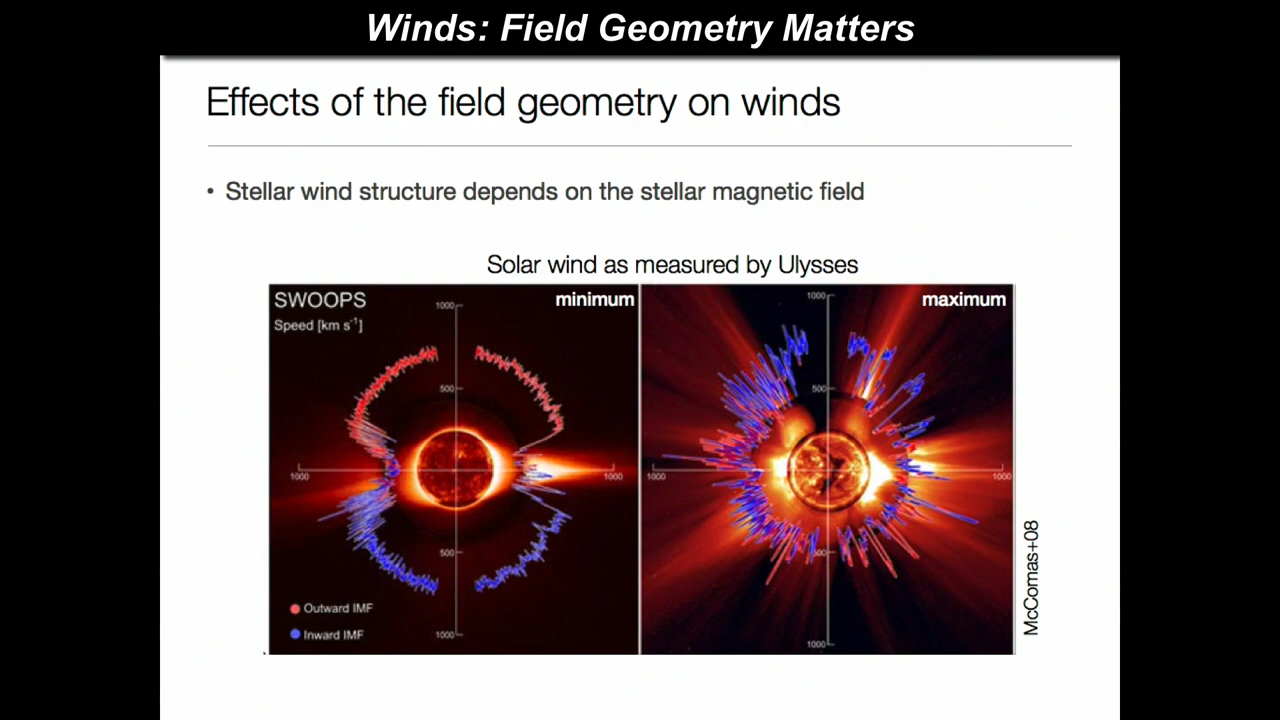 Winds: Field Geometry Matters
Effects of the field geometry on winds
• Stellar wind structure depends on the stellar magnetic field
Solar wind as measured by Ulysses
SWOOPS
minimum
Speed [km s⁻¹]
1000
500
1000
1000
500
1000
Outward IMF
Inward IMF
maximum
1000
500
1000
1000
500
1000
McComas+08